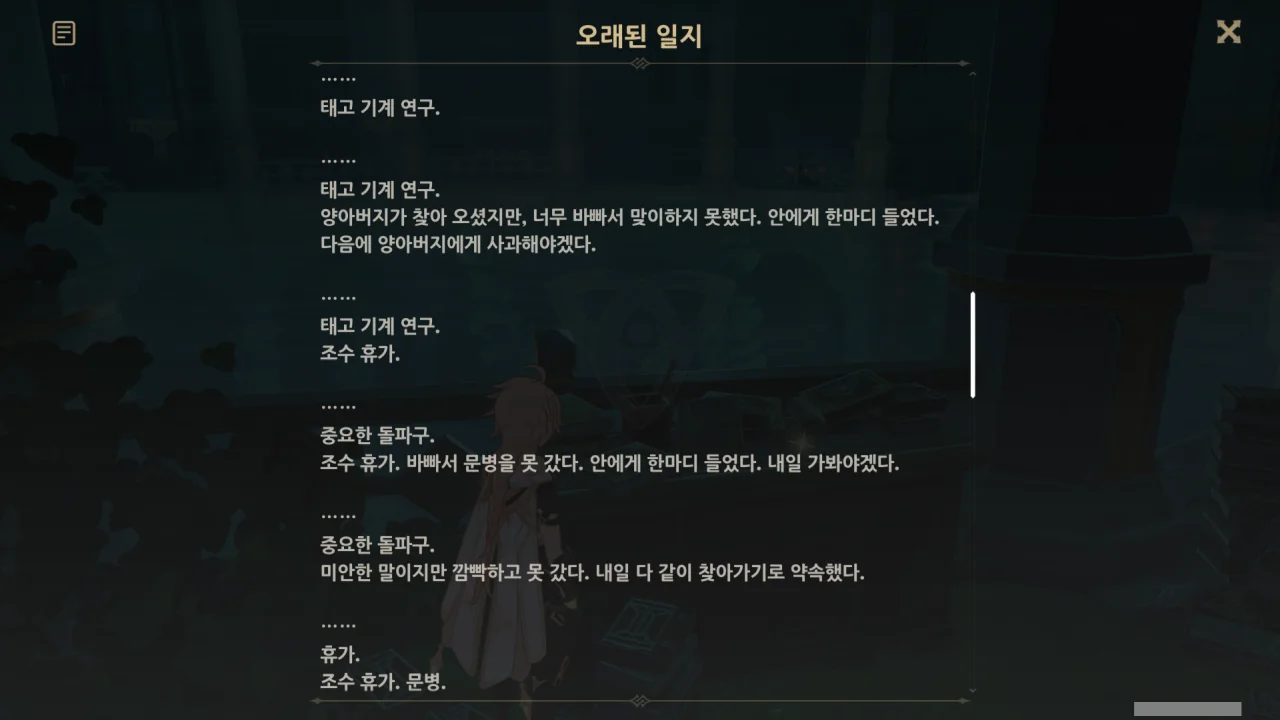 오래된 일지
……
태고 기계 연구.
……
태고 기계 연구.
양아버지가 찾아 오셨지만, 너무 바빠서 맞이하지 못했다. 안에게 한마디 들었다.
다음에 양아버지에게 사과해야겠다.
……
태고 기계 연구.
조수 휴가.
……
중요한 돌파구.
조수 휴가. 바빠서 문병을 못 갔다. 안에게 한마디 들었다. 내일 가봐야겠다.
……
중요한 돌파구.
미안한 말이지만 깜빡하고 못 갔다. 내일 다 같이 찾아가기로 약속했다.
……
휴가.
조수 휴가. 문병.